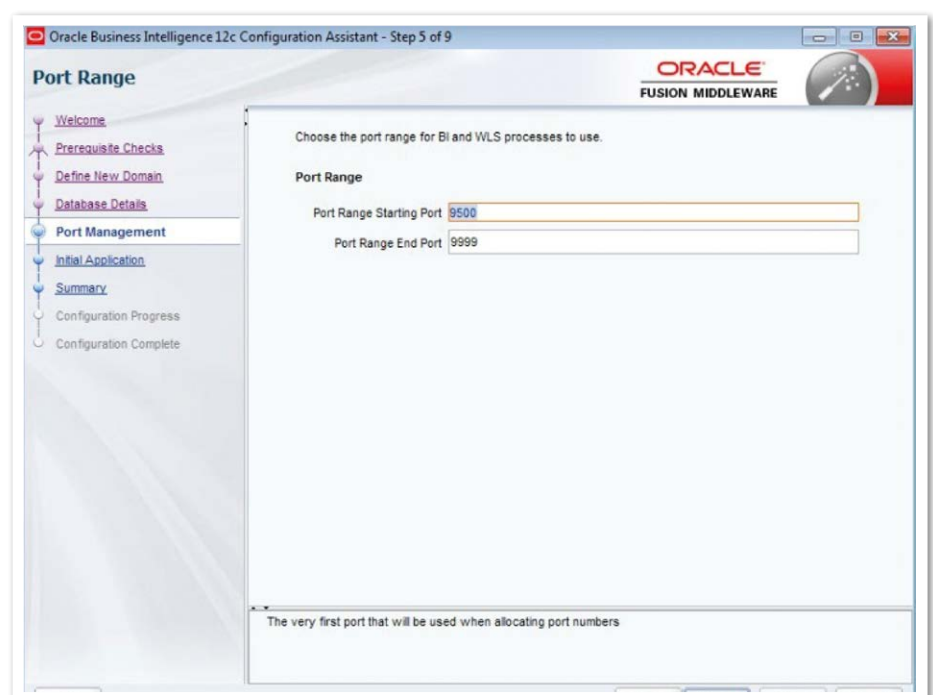 Oracle Business Intelligence 12c Configuration Assistant - Step 5 of 9
Port Range
ORACLE
FUSION MIDDLEWARE
Welcome
Prerequisite Checks
Define New Domain
Database Details
Port Management
Initial Application
Summary
Configuration Progress
Configuration Complete
Choose the port range for BI and WLS processes to use.
Port Range
Port Range Starting Port 9500
Port Range End Port 9999
The very first port that will be used when allocating port numbers